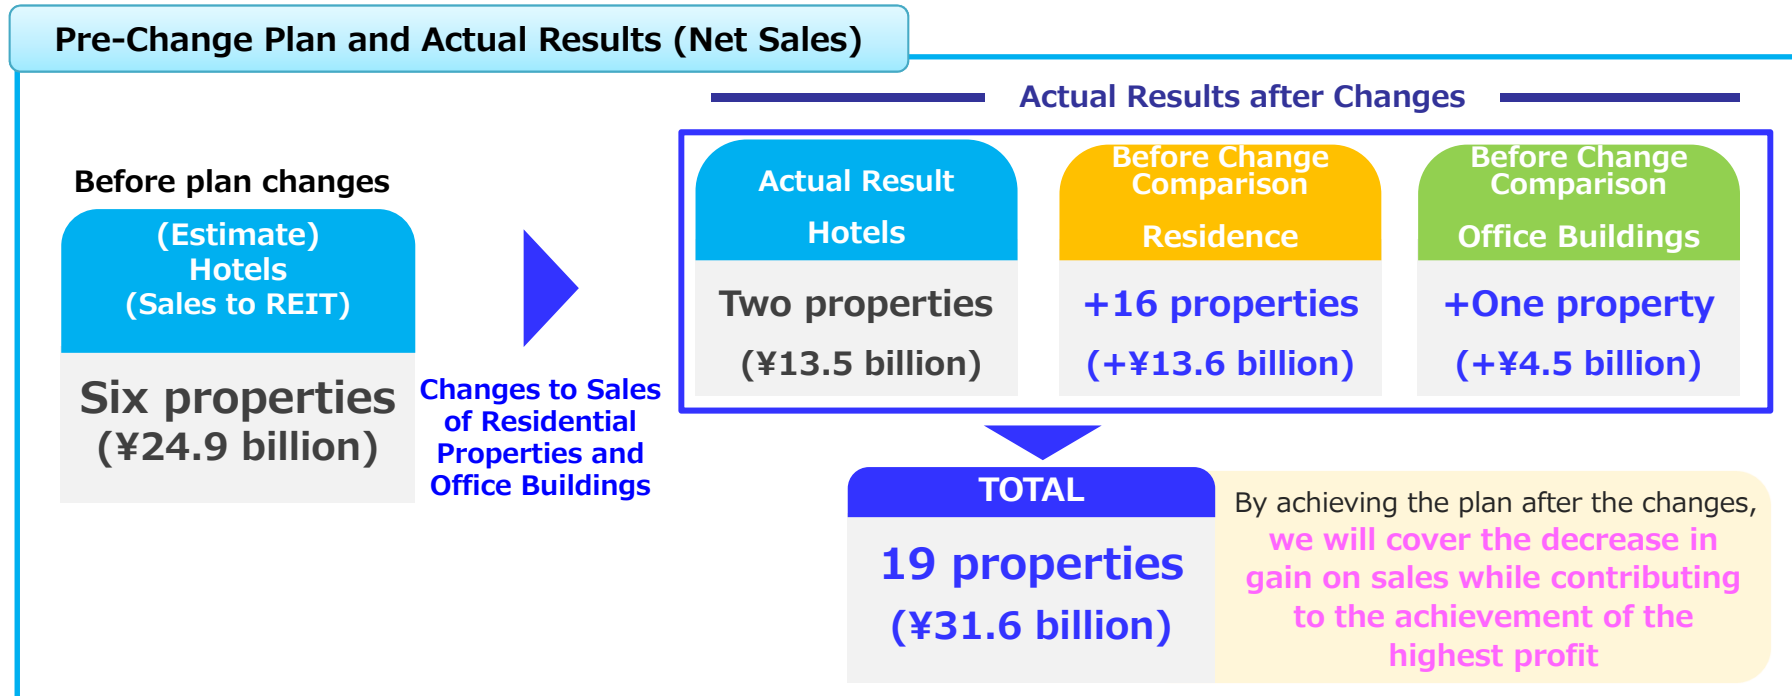 Pre-Change Plan and Actual Results (Net Sales)
Before plan changes
(Estimate)
Hotels
(Sales to REIT)
Six properties
(¥24.9 billion)
Changes to Sales
of Residential
Properties and
Office Buildings
Actual Results after Changes
Actual Result
Hotels
Two properties
(¥13.5 billion)
Before Change
Comparison
Residence
+16 properties
(+¥13.6 billion)
Before Change
Comparison
Office Buildings
+One property
(+¥4.5 billion)
TOTAL
19 properties
(¥31.6 billion)
By achieving the plan after the changes,
we will cover the decrease in
gain on sales while contributing
to the achievement of the
highest profit